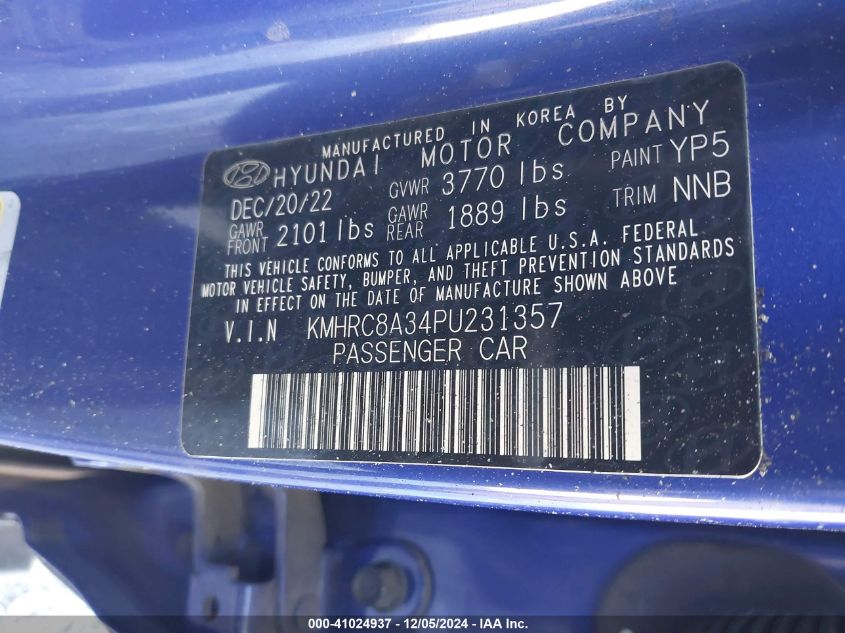 MANUFACTURED IN KOREA BY
HYUNDAI MOTOR COMPANY
DEC/20/22 GVWR 3770 lbs PAINT YP5
GAWR FRONT 2101 lbs GAWR REAR 1889 lbs TRIM NNB
THIS VEHICLE CONFORMS TO ALL APPLICABLE U.S.A. FEDERAL
MOTOR VEHICLE SAFETY, BUMPER, AND THEFT PREVENTION STANDARDS
IN EFFECT ON THE DATE OF MANUFACTURE SHOWN ABOVE
V.I.N KMHRC8A34PU231357
PASSENGER CAR
000-41024937 - 12/05/2024 - IAA Inc.